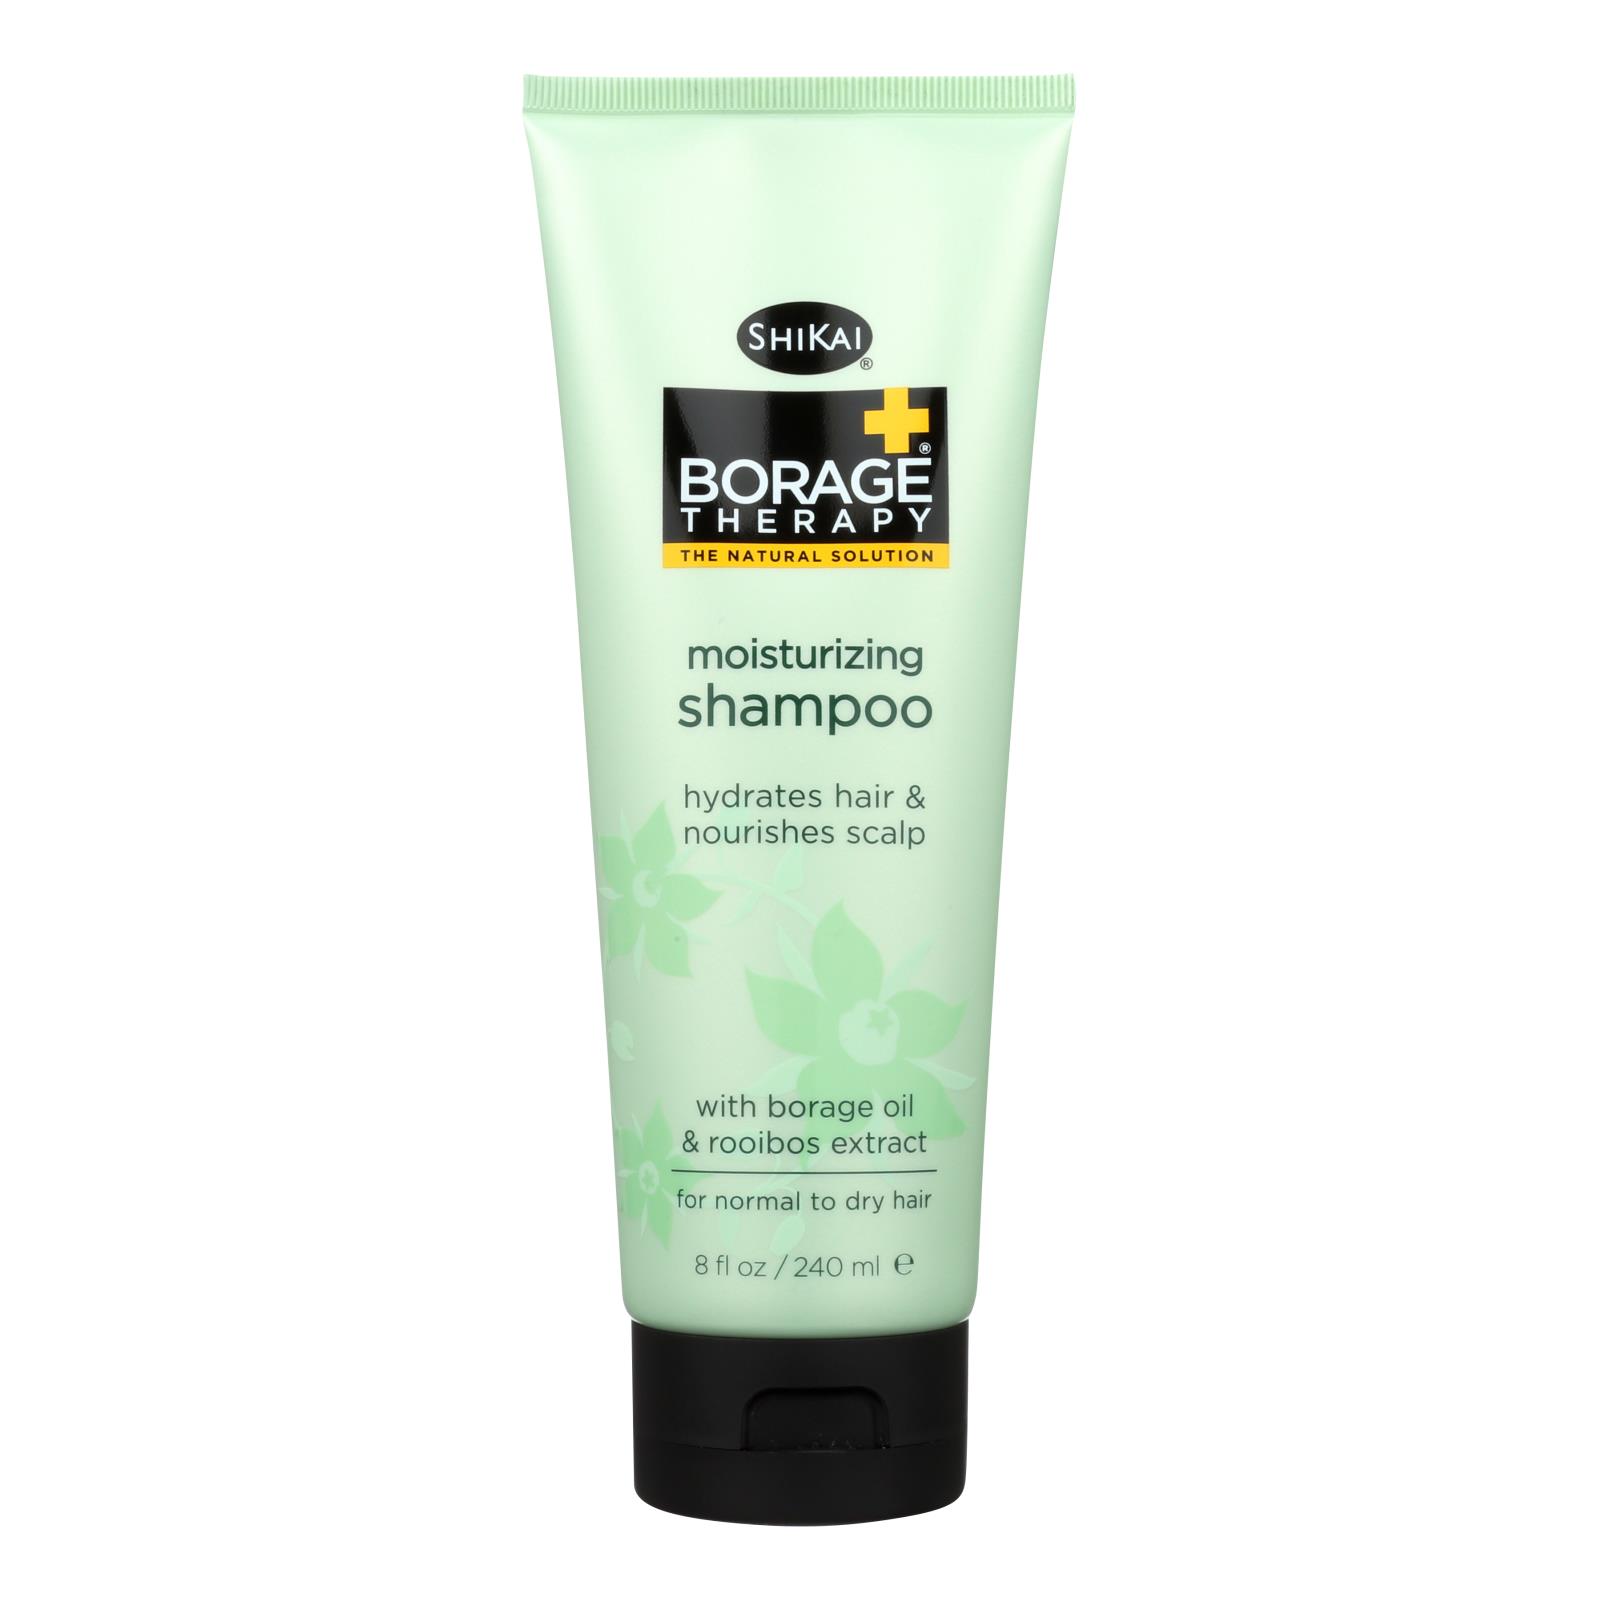 SHIKAI®
BORAGE®
THERAPY
THE NATURAL SOLUTION
moisturizing
shampoo
hydrates hair &
nourishes scalp
with borage oil
& rooibos extract
for normal to dry hair
8 fl oz / 240 ml ℮